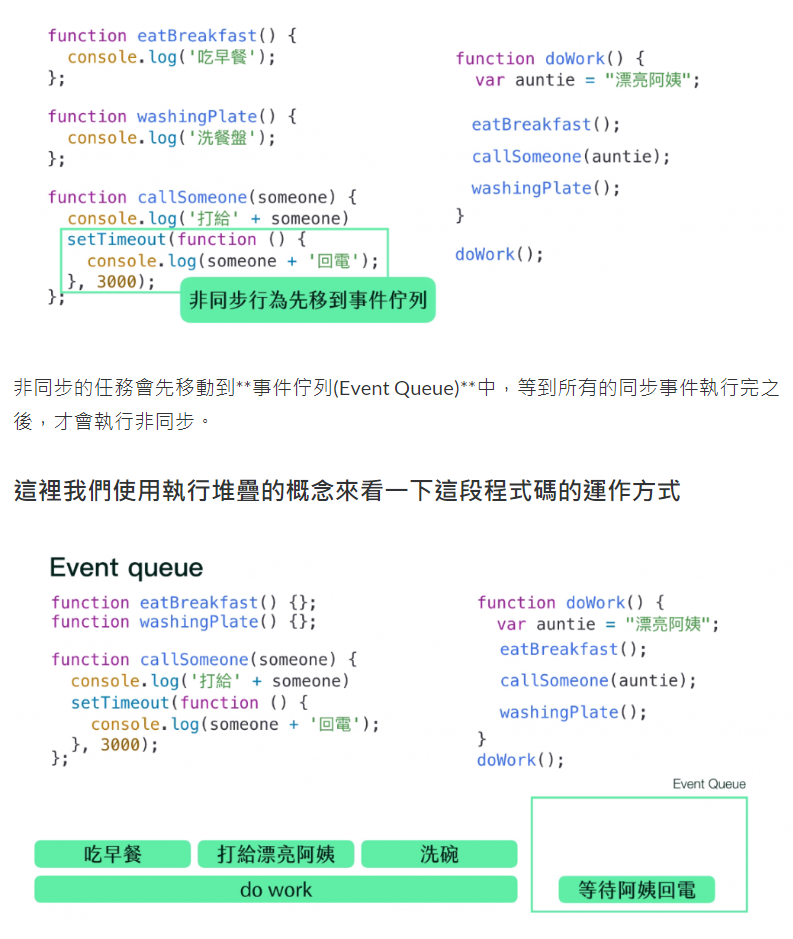 function eatBreakfast() {
console.log('吃早餐');
};
function washingPlate() {
console.log('洗餐盤');
};
function callSomeone(someone) {
console.log('打給' + someone)
setTimeout(function () {
console.log(someone + '回電');
}, 3000);
};
非同步行為先移到事件佇列
function doWork() {
var auntie = "漂亮阿姨";
eatBreakfast();
callSomeone(auntie);
washingPlate();
}
doWork();
非同步的任務會先移動到**事件佇列(Event Queue)**中，等到所有的同步事件執行完之
後，才會執行非同步。
這裡我們使用執行堆疊的概念來看一下這段程式碼的運作方式
Event queue
function eatBreakfast() {};
function washingPlate() {};
function callSomeone(someone) {
console.log('打給' + someone)
setTimeout(function () {
console.log(someone + '回電');
}, 3000);
};
function doWork() {
var auntie = "漂亮阿姨";
eatBreakfast();
callSomeone(auntie);
washingPlate();
}
doWork();
Event Queue
吃早餐
打給漂亮阿姨
洗碗
do work
等待阿姨回電